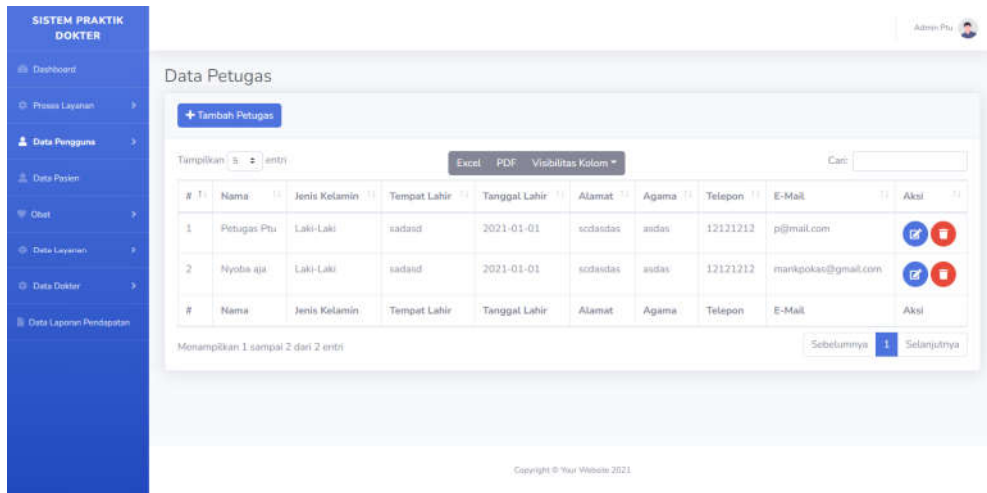 SISTEM PRAKTIK
DOKTER
Admin Ptu
Dashboard
Proses Layanan
Data Pengguna
Data Pasien
Obat
Data Layanan
Data Dokter
Data Laporan Pendapatan
Data Petugas
+ Tambah Petugas
Tampilkan 5 entri
Excel PDF Visibilitas Kolom
Cari:
# Nama Jenis Kelamin Tempat Lahir Tanggal Lahir Alamat Agama Telepon E-Mail Aksi
1 Petugas Ptu Laki-Laki sadasd 2021-01-01 scdasdas asdas 12121212 p@mail.com
2 Nyoba aja Laki-Laki sadasd 2021-01-01 scdasdas asdas 12121212 mankpokas@gmail.com
# Nama Jenis Kelamin Tempat Lahir Tanggal Lahir Alamat Agama Telepon E-Mail Aksi
Menampilkan 1 sampai 2 dari 2 entri
Sebelumnya 1 Selanjutnya
Copyright © Your Website 2021